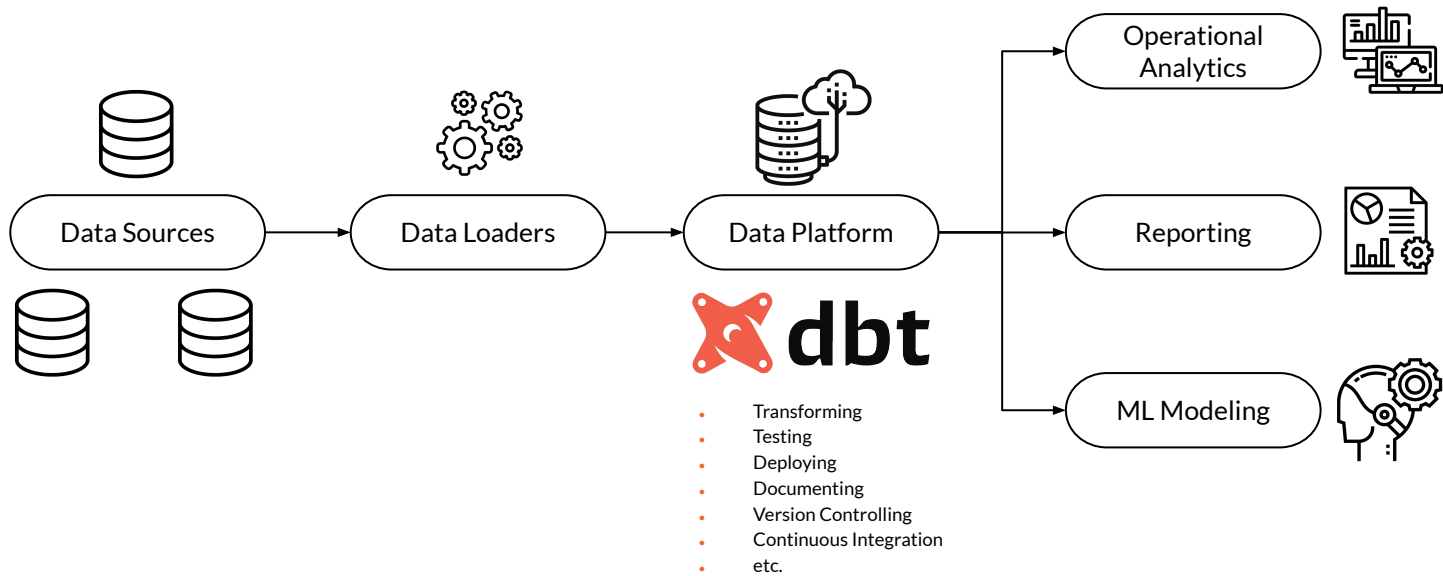 Operational
Analytics
Data Sources
Data Loaders
Data Platform
Reporting
dbt
ML Modeling
Transforming
Testing
Deploying
Documenting
Version Controlling
Continuous Integration
etc.